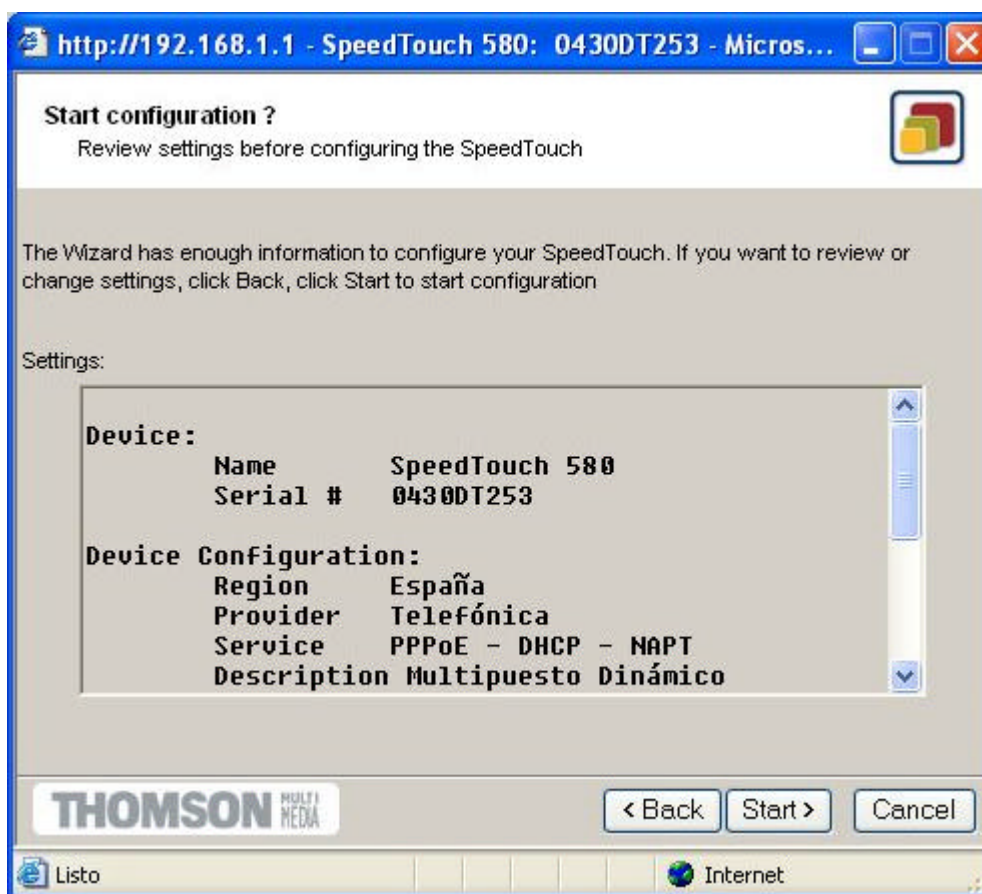 http://192.168.1.1 - SpeedTouch 580: 0430DT253 - Micros...
Start configuration ?
Review settings before configuring the SpeedTouch
The Wizard has enough information to configure your SpeedTouch. If you want to review or
change settings, click Back, click Start to start configuration
Settings:
Device:
Name SpeedTouch 580
Serial # 0430DT253
Device Configuration:
Region España
Provider Telefónica
Service PPPoE - DHCP - NAPT
Description Multipuesto Dinámico
THOMSON MULTI MEDIA
< Back Start > Cancel
Listo Internet